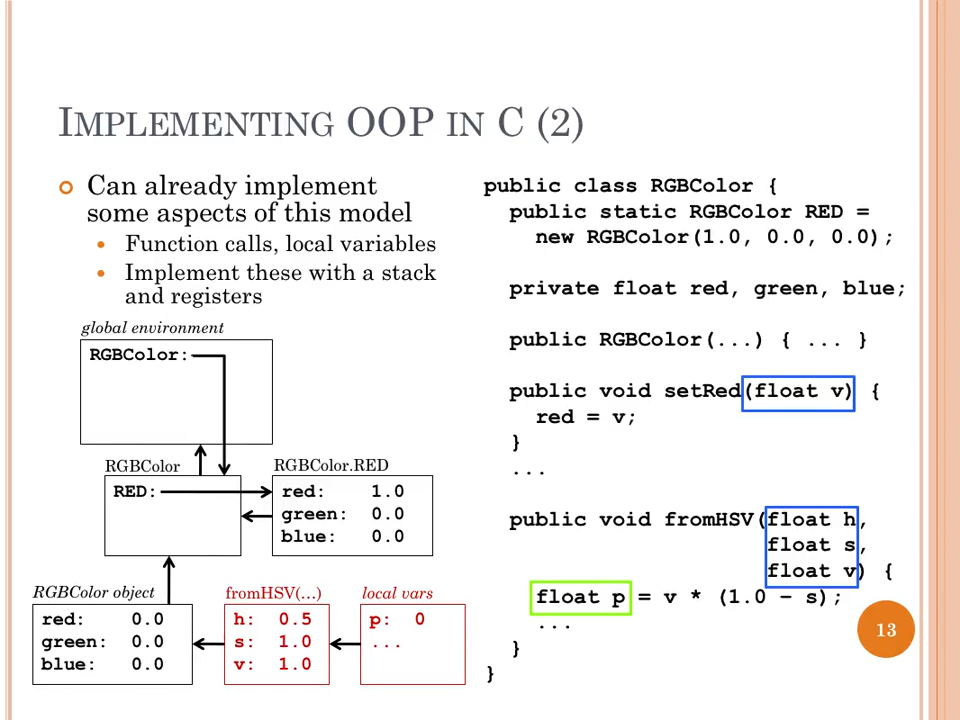 IMPLEMENTING OOP IN C (2)
Can already implement
some aspects of this model
Function calls, local variables
Implement these with a stack
and registers
global environment
RGBColor:
RGBColor
RED:
RGBColor.RED
red: 1.0
green: 0.0
blue: 0.0
RGBColor object
red: 0.0
green: 0.0
blue: 0.0
fromHSV(…)
h: 0.5
s: 1.0
v: 1.0
local vars
p: 0
...
public class RGBColor {
public static RGBColor RED =
new RGBColor(1.0, 0.0, 0.0);
private float red, green, blue;
public RGBColor(...) { ... }
public void setRed(float v) {
red = v;
}
...
public void fromHSV(float h,
float s,
float v) {
float p = v * (1.0 – s);
...
}
}
13